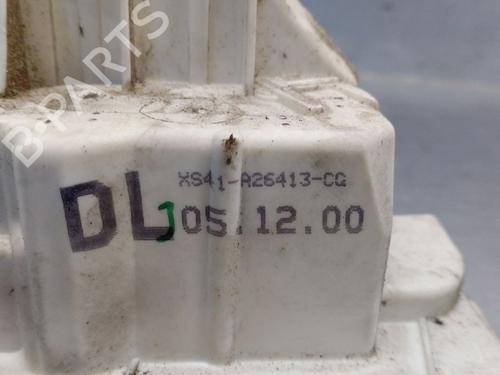 B-PARTS
XS41-A26413-CG
DL
05.12.00